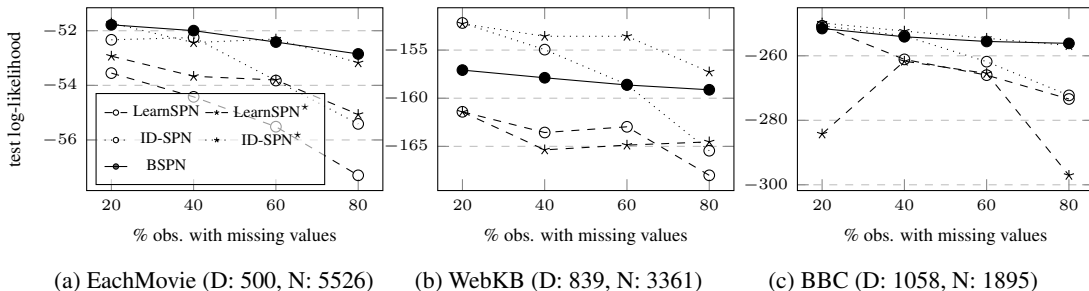 test log-likelihood
−52
−54
−56
20 40 60 80
% obs. with missing values
LearnSPN LearnSPN*
ID-SPN ID-SPN*
BSPN
(a) EachMovie (D: 500, N: 5526)
−155
−160
−165
20 40 60 80
% obs. with missing values
(b) WebKB (D: 839, N: 3361)
−260
−280
−300
20 40 60 80
% obs. with missing values
(c) BBC (D: 1058, N: 1895)